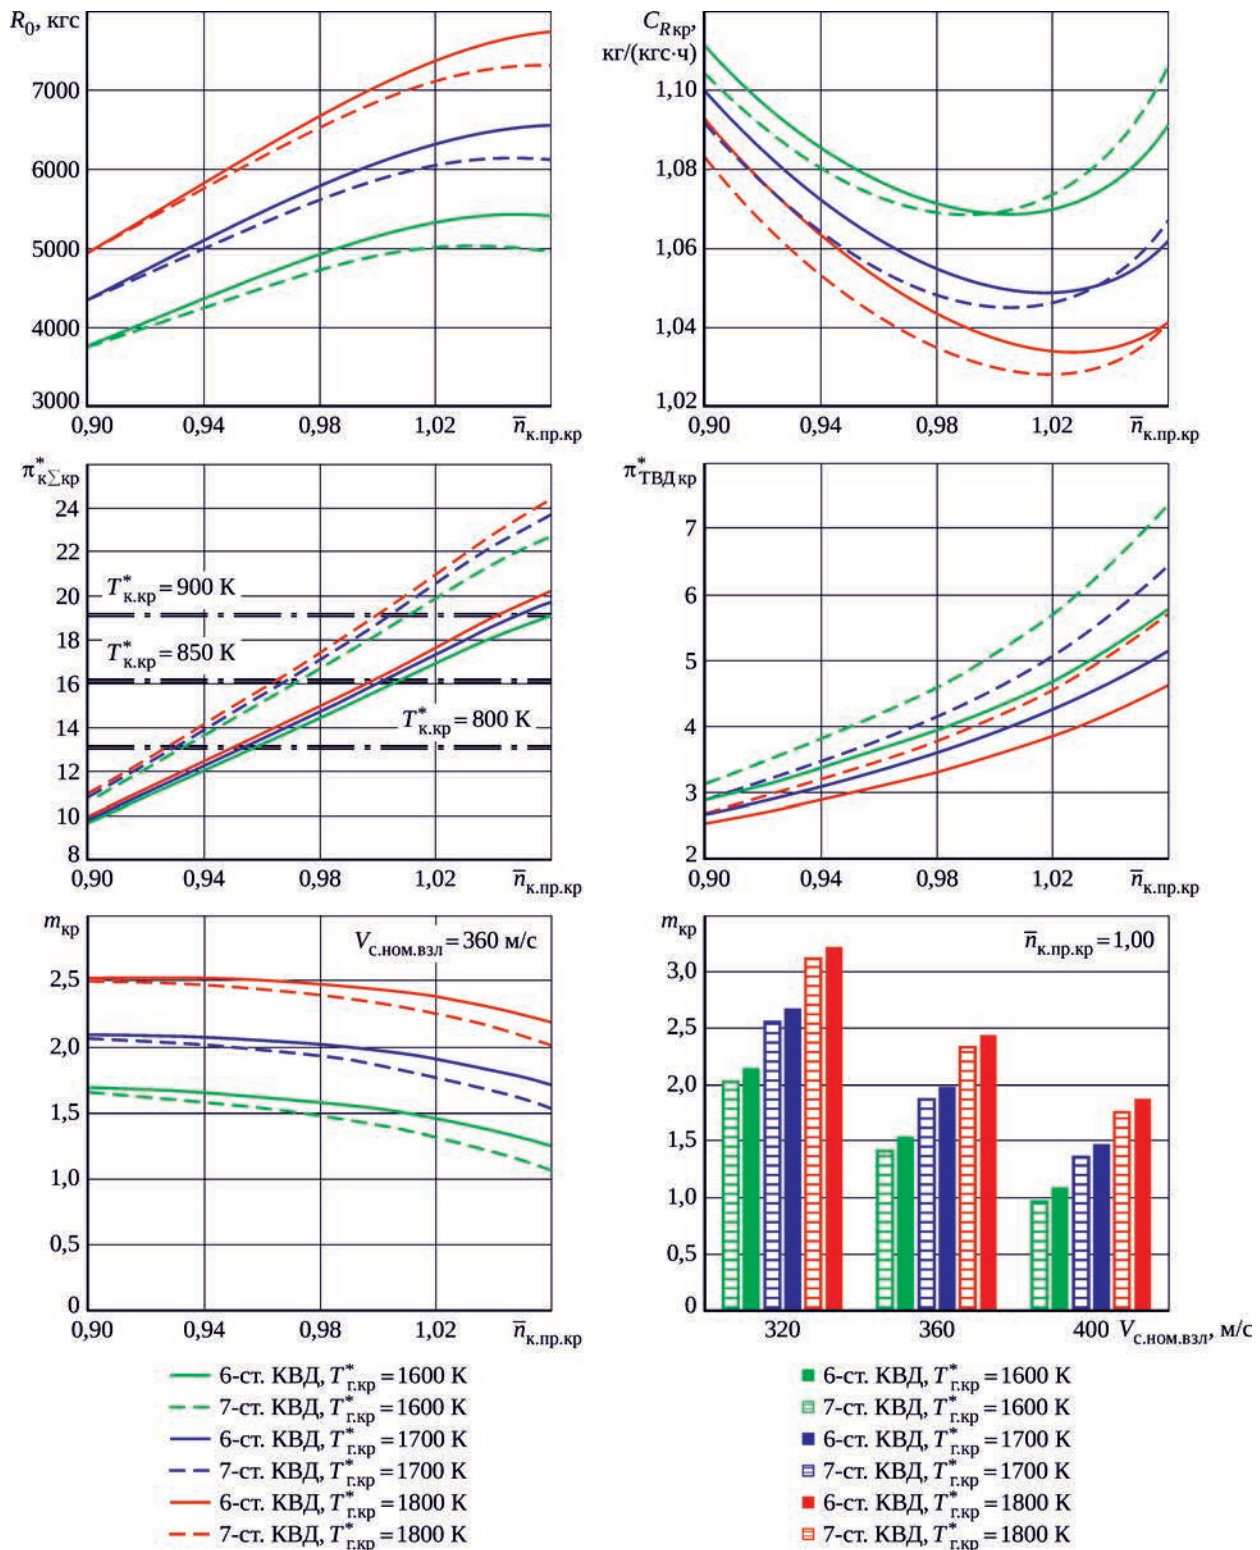 R₀, кгс
7000
6000
5000
4000
3000
0,90 0,94 0,98 1,02 n̅к.пр.кр
C_Rкр,
кг/(кгс·ч)
1,10
1,08
1,06
1,04
1,02
0,90 0,94 0,98 1,02 n̅к.пр.кр
π*кΣкр
24
22
20
18
16
14
12
10
8
T*к.кр = 900 К
T*к.кр = 850 К
T*к.кр = 800 К
0,90 0,94 0,98 1,02 n̅к.пр.кр
π*ТВД кр
7
6
5
4
3
2
0,90 0,94 0,98 1,02 n̅к.пр.кр
mкр
Vс.ном.взл = 360 м/с
2,5
2,0
1,5
1,0
0,5
0
0,90 0,94 0,98 1,02 n̅к.пр.кр
mкр
n̅к.пр.кр = 1,00
3,0
2,5
2,0
1,5
1,0
0,5
0
320 360 400 Vс.ном.взл, м/с
6-ст. КВД, T*г.кр = 1600 К
7-ст. КВД, T*г.кр = 1600 К
6-ст. КВД, T*г.кр = 1700 К
7-ст. КВД, T*г.кр = 1700 К
6-ст. КВД, T*г.кр = 1800 К
7-ст. КВД, T*г.кр = 1800 К
6-ст. КВД, T*г.кр = 1600 К
7-ст. КВД, T*г.кр = 1600 К
6-ст. КВД, T*г.кр = 1700 К
7-ст. КВД, T*г.кр = 1700 К
6-ст. КВД, T*г.кр = 1800 К
7-ст. КВД, T*г.кр = 1800 К